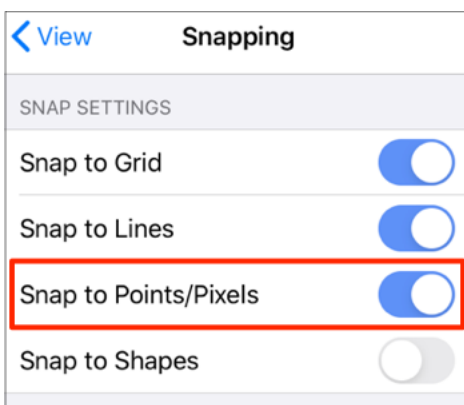 View Snapping
SNAP SETTINGS
Snap to Grid
Snap to Lines
Snap to Points/Pixels
Snap to Shapes